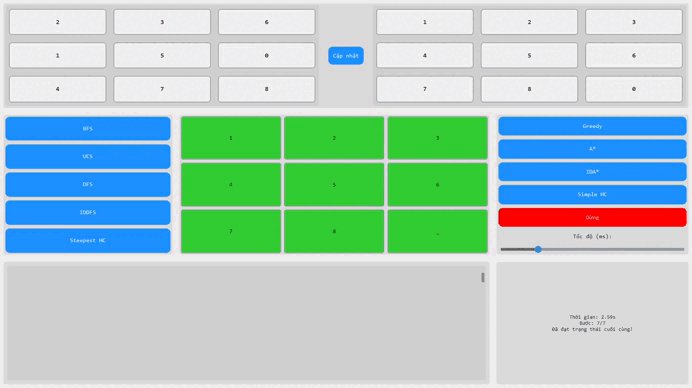 2 3 6
1 5 0
4 7 8
Cập nhật
1 2 3
4 5 6
7 8 0
BFS
UCS
DFS
IDDFS
Steepest HC
1 2 3
4 5 6
7 8 _
Greedy
A*
IDA*
Simple HC
Dừng
Tốc độ (ms):
Thời gian: 2.59s
Bước: 7/7
Đã đạt trạng thái cuối cùng!